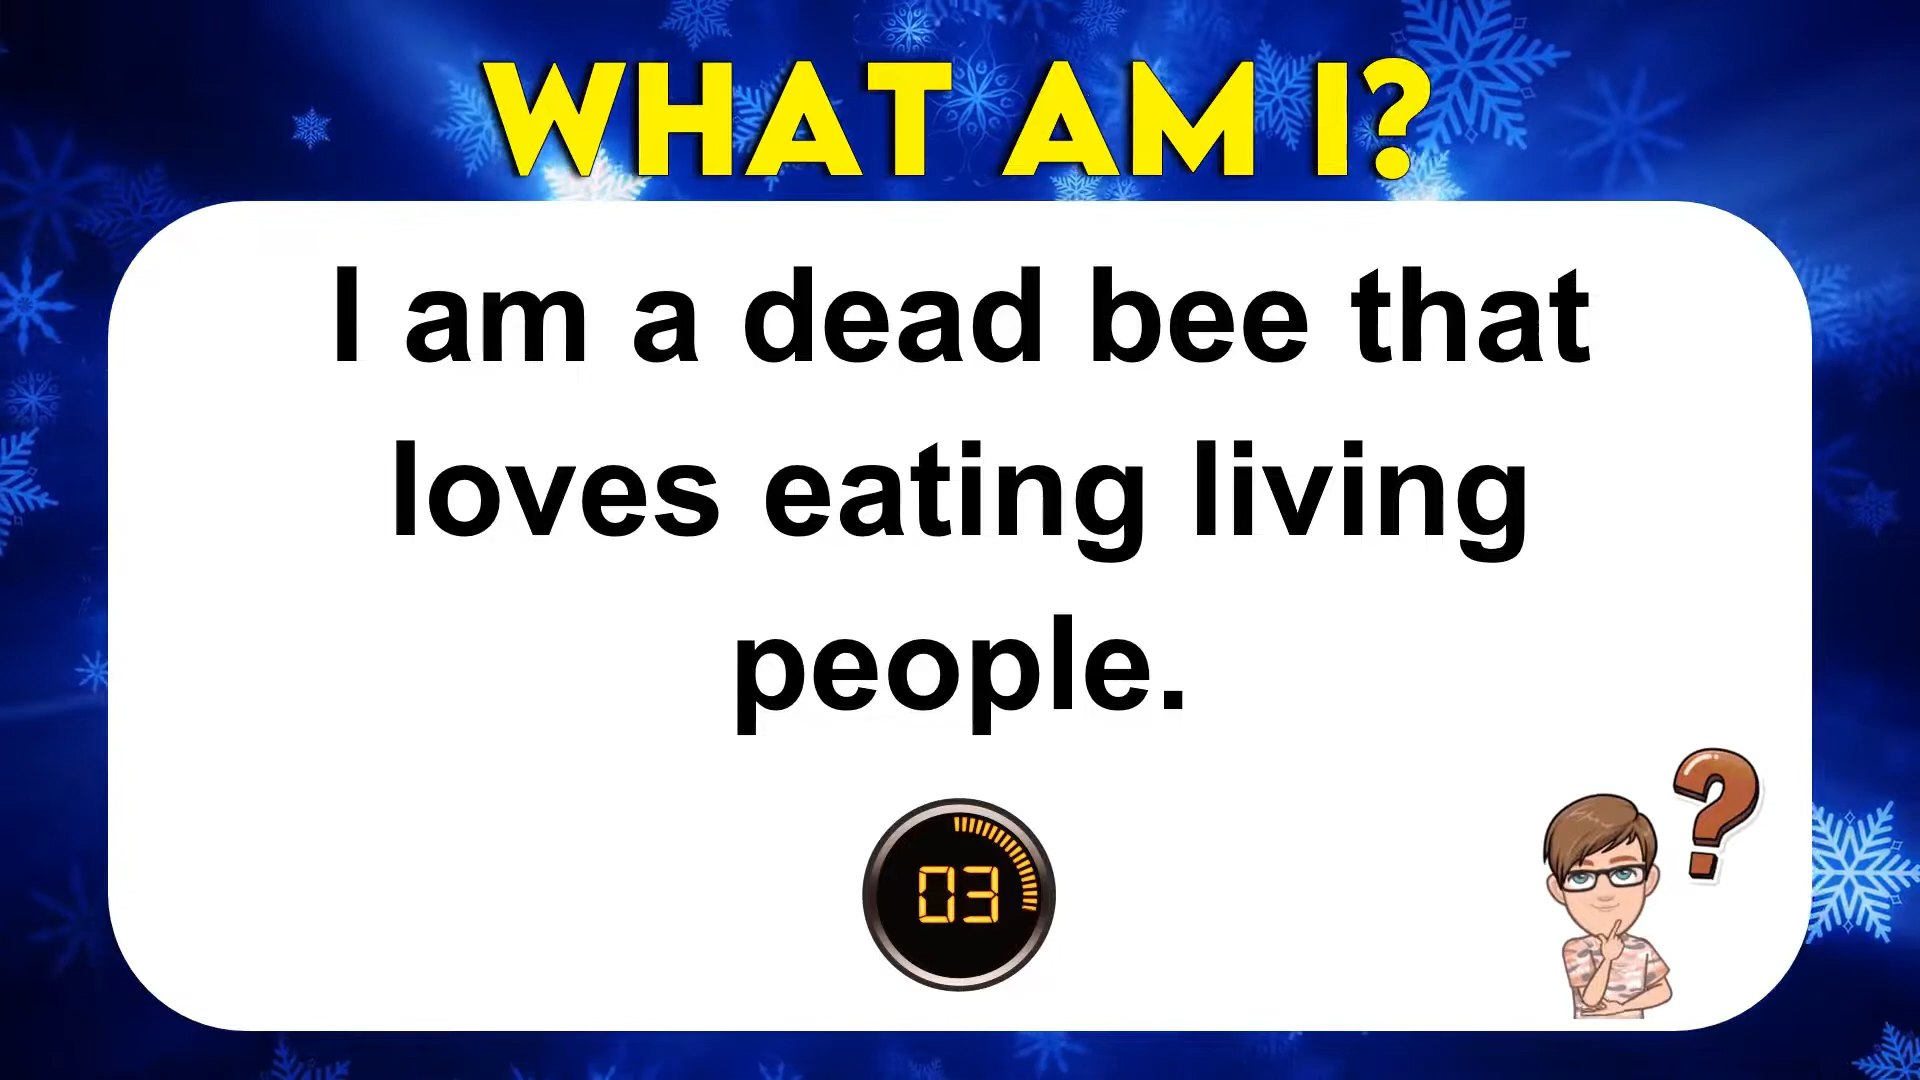 WHAT AM I?
I am a dead bee that
loves eating living
people.
03
?